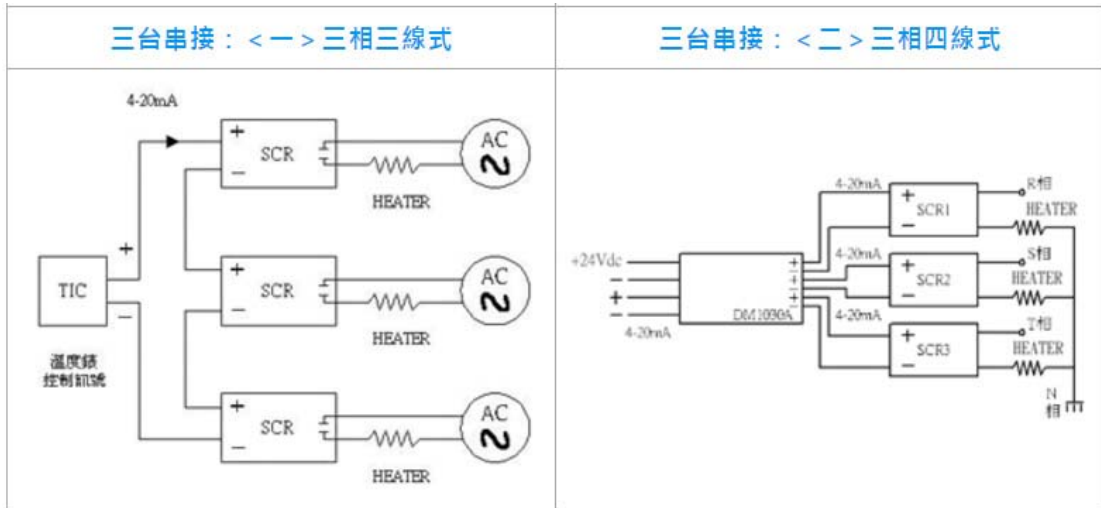 三台串接：＜一＞三相三線式
4-20mA
+
SCR
−
AC
HEATER
+
TIC
−
溫度錶
控制訊號
+
SCR
−
AC
HEATER
+
SCR
−
AC
HEATER
三台串接：＜二＞三相四線式
+24Vdc
−
+
−
4-20mA
DM1030A
+
−
+
−
+
−
4-20mA
+
SCR1
−
R相
HEATER
4-20mA
+
SCR2
−
S相
HEATER
4-20mA
+
SCR3
−
T相
HEATER
N
相